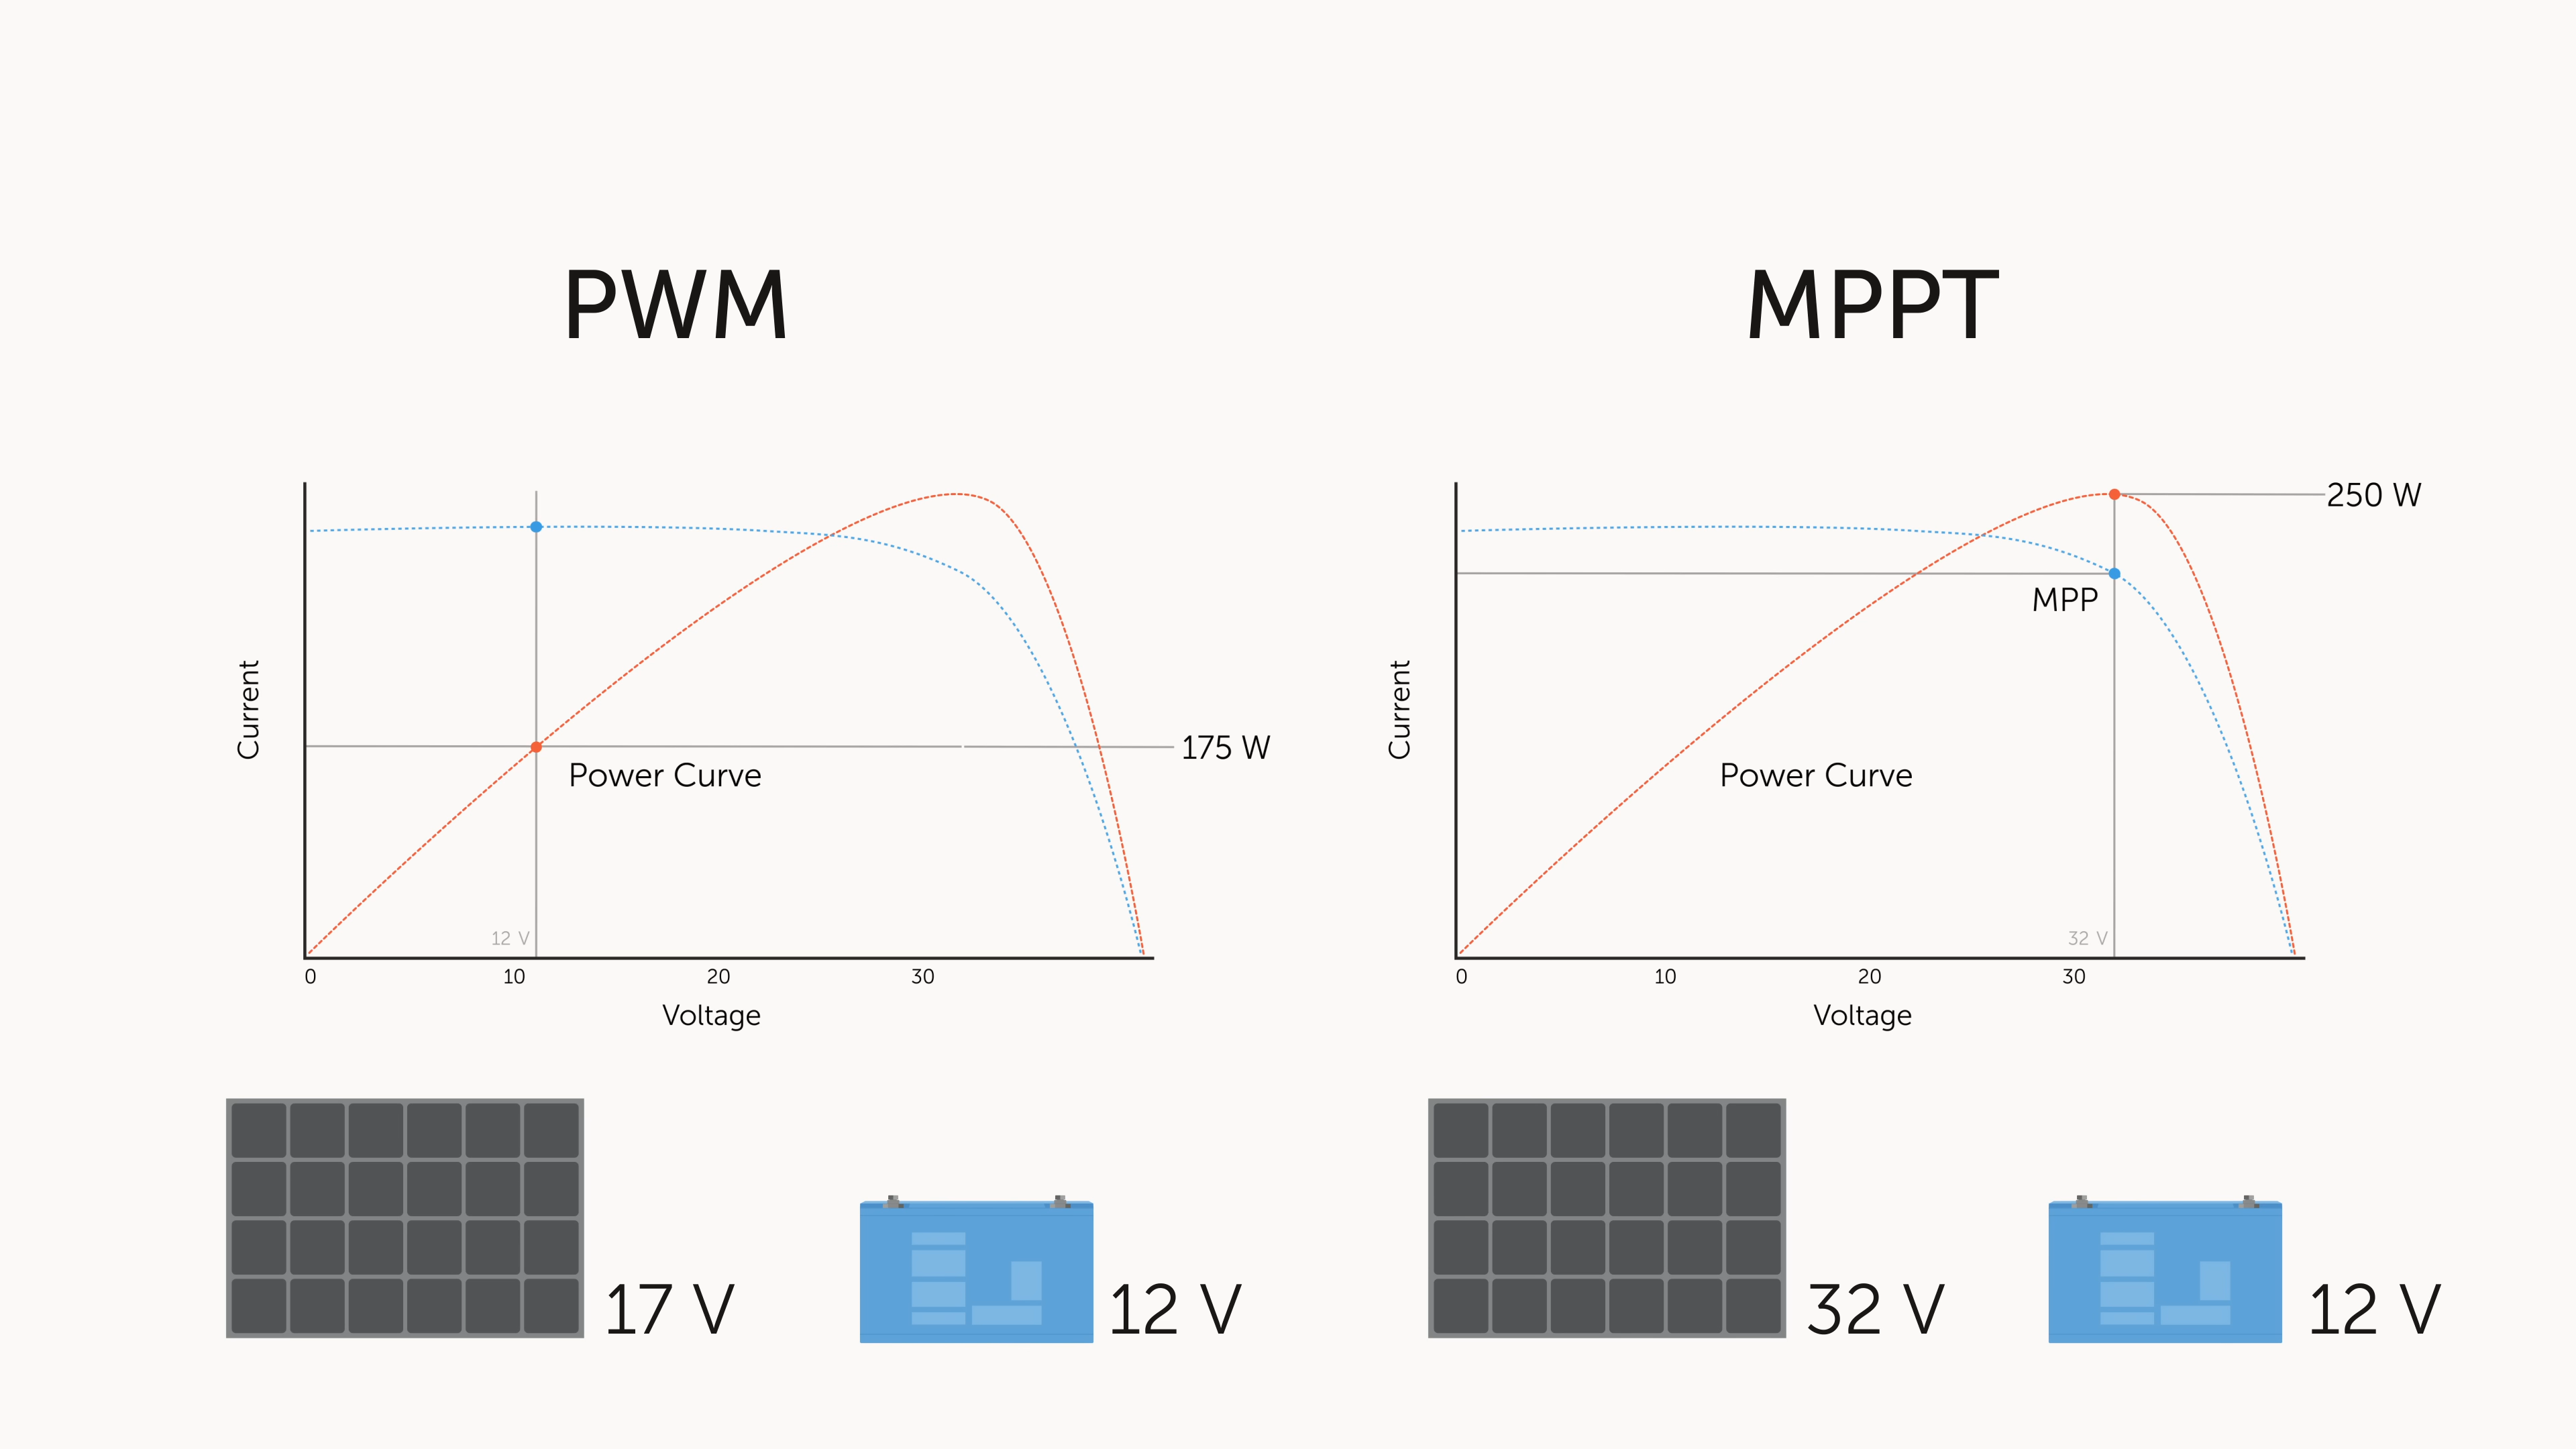 PWM
Current
175 W
Power Curve
12 V
0 10 20 30
Voltage
17 V
12 V
MPPT
250 W
MPP
Current
Power Curve
32 V
0 10 20 30
Voltage
32 V
12 V